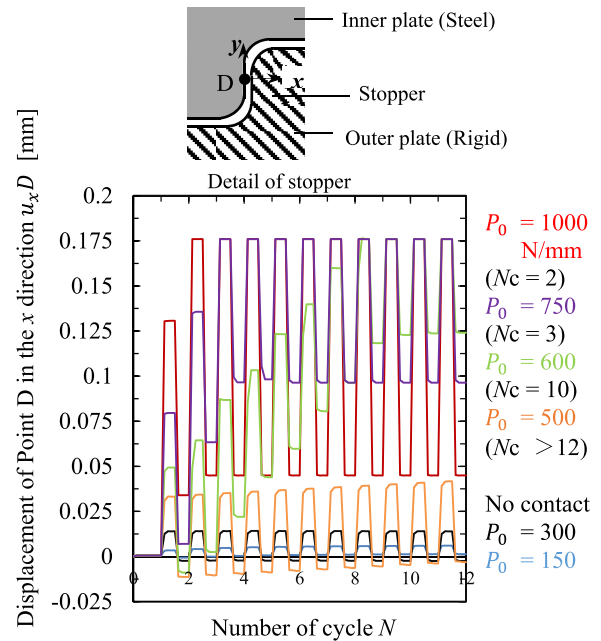 Inner plate (Steel)
y
D
x
Stopper
Outer plate (Rigid)
Detail of stopper
Displacement of Point D in the x direction uₓD [mm]
0.2
0.175
0.15
0.125
0.1
0.075
0.05
0.025
0
-0.025
0 2 4 6 8 10 12
Number of cycle N
P₀ = 1000
N/mm
(Nc = 2)
P₀ = 750
(Nc = 3)
P₀ = 600
(Nc = 10)
P₀ = 500
(Nc >12)
No contact
P₀ = 300
P₀ = 150